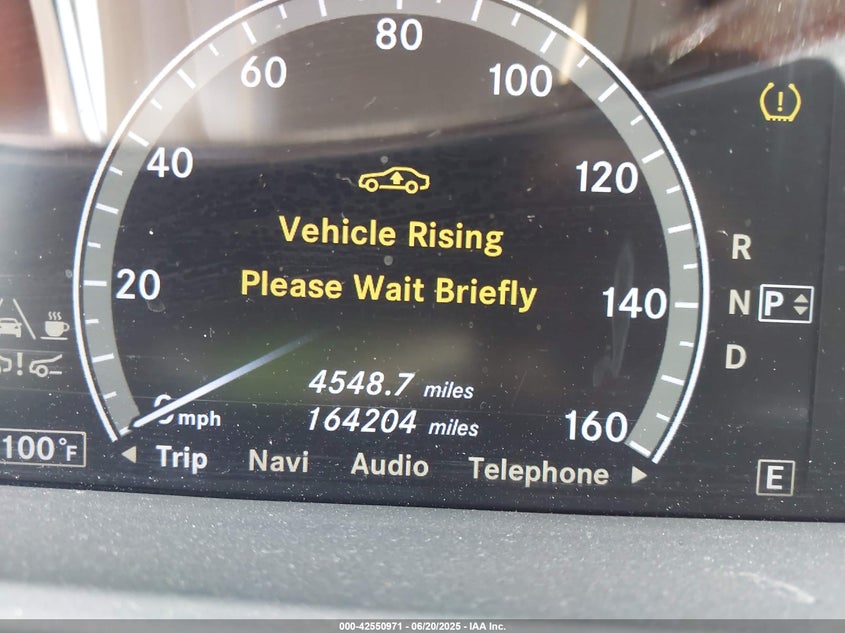 80
60
100
40
120
Vehicle Rising
R
20
Please Wait Briefly
140
N P
D
4548.7 miles
0 mph
164204 miles
160
100°F
Trip Navi Audio Telephone
E
000-42550971 - 06/20/2025 - IAA Inc.